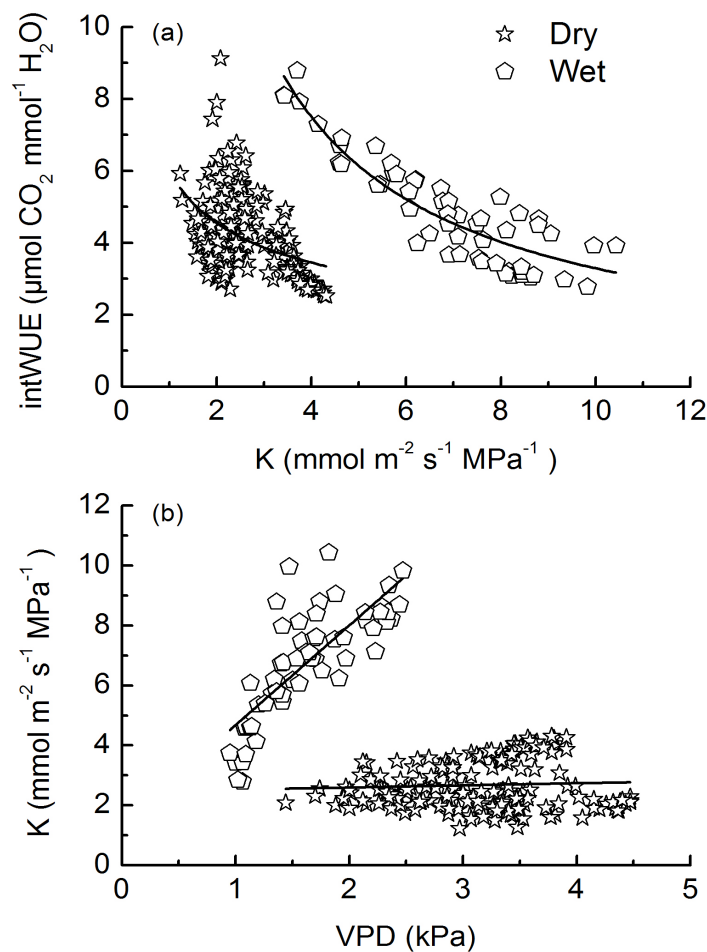 (a)
Dry
Wet
10
8
6
4
2
0
intWUE (µmol CO2 mmol-1 H2O)
0 2 4 6 8 10 12
K (mmol m-2 s-1 MPa-1 )
(b)
12
10
8
6
4
2
0
K (mmol m-2 s-1 MPa-1)
0 1 2 3 4 5
VPD (kPa)